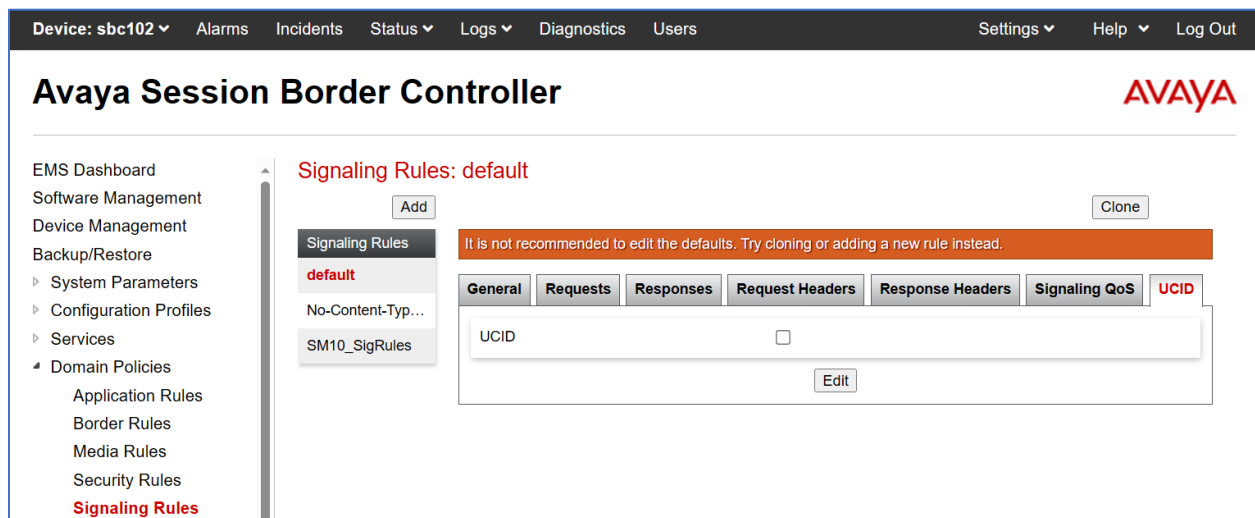 Device: sbc102 Alarms Incidents Status Logs Diagnostics Users Settings Help Log Out
Avaya Session Border Controller
AVAYA
EMS Dashboard
Software Management
Device Management
Backup/Restore
System Parameters
Configuration Profiles
Services
Domain Policies
Application Rules
Border Rules
Media Rules
Security Rules
Signaling Rules
Signaling Rules: default
Add
Clone
Signaling Rules
default
No-Content-Typ...
SM10_SigRules
It is not recommended to edit the defaults. Try cloning or adding a new rule instead.
General Requests Responses Request Headers Response Headers Signaling QoS UCID
UCID
Edit